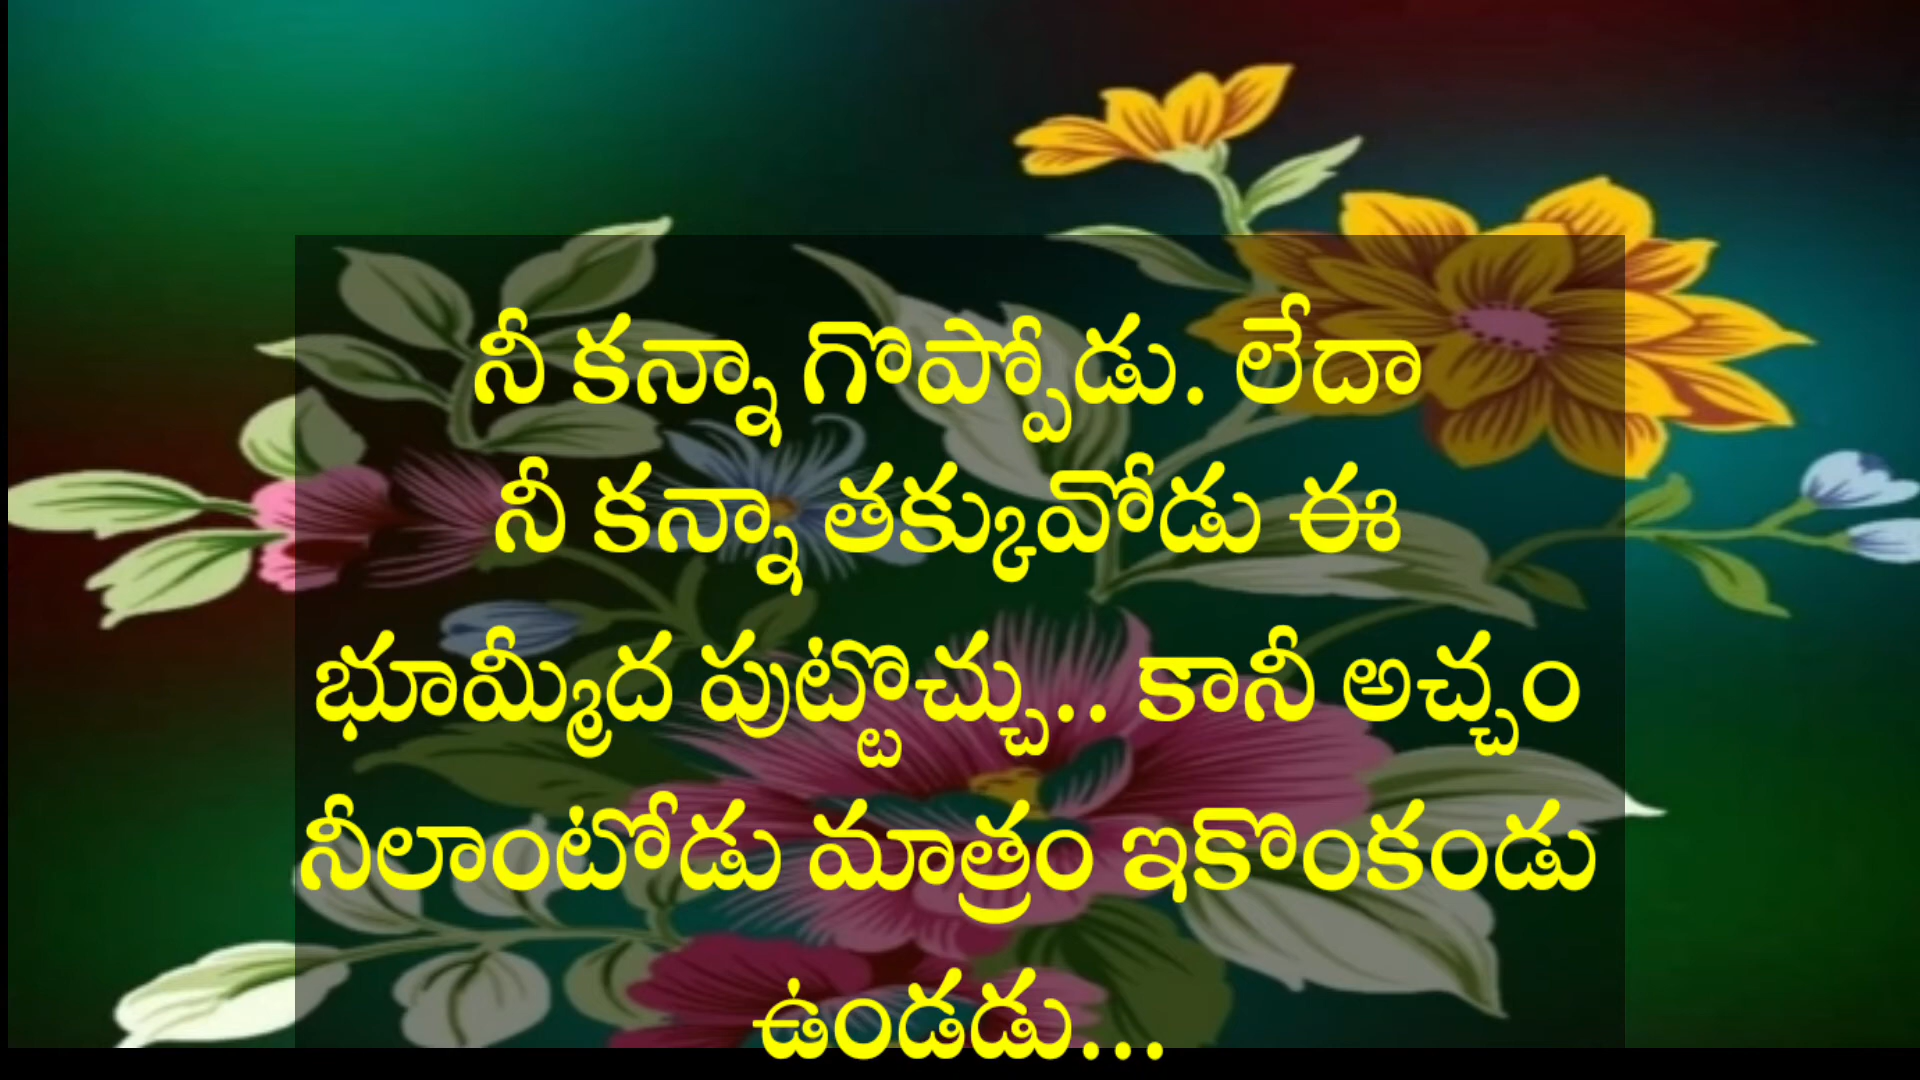 నీ కన్నా గొప్పోడు. లేదా
నీ కన్నా తక్కువోడు ఈ
భూమ్మీద పుట్టొచ్చు.. కానీ అచ్చం
నీలాంటోడు మాత్రం ఇకొంకండు
ఉండడు...